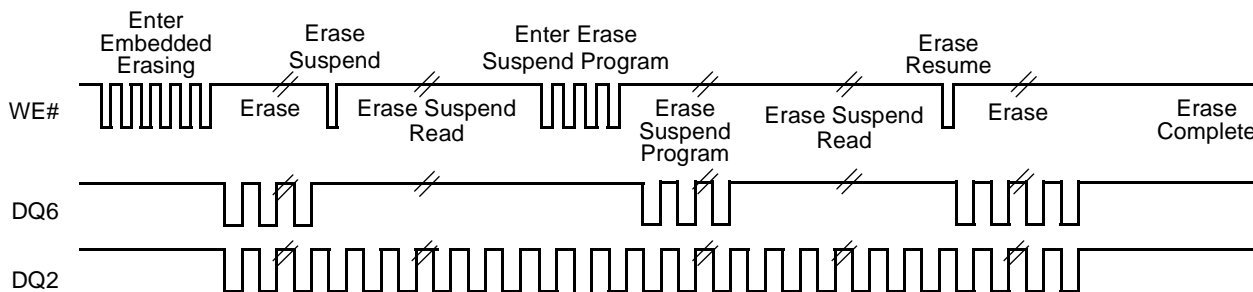 Enter
Embedded
Erasing
Erase
Suspend
Enter Erase
Suspend Program
Erase
Resume
WE#
Erase
Erase Suspend
Read
Erase
Suspend
Program
Erase Suspend
Read
Erase
Erase
Complete
DQ6
DQ2